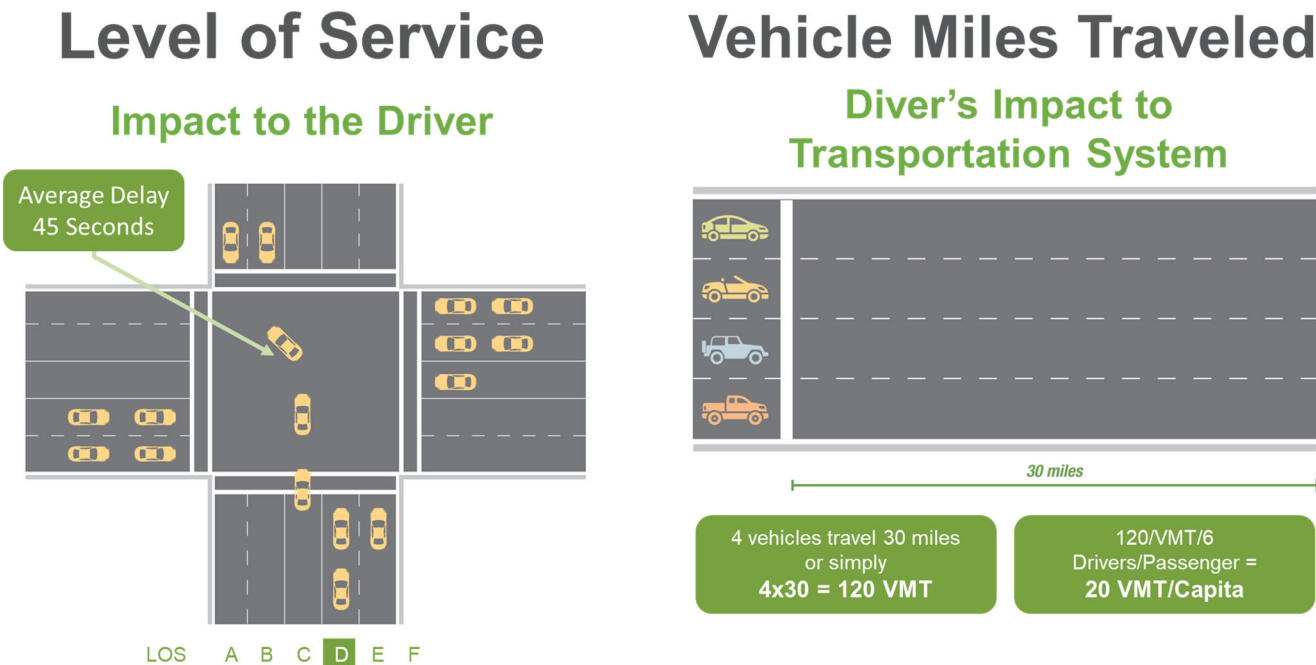 Level of Service
Impact to the Driver
Average Delay
45 Seconds
LOS A B C D E F
Vehicle Miles Traveled
Diver's Impact to
Transportation System
30 miles
4 vehicles travel 30 miles
or simply
4x30 = 120 VMT
120/VMT/6
Drivers/Passenger =
20 VMT/Capita